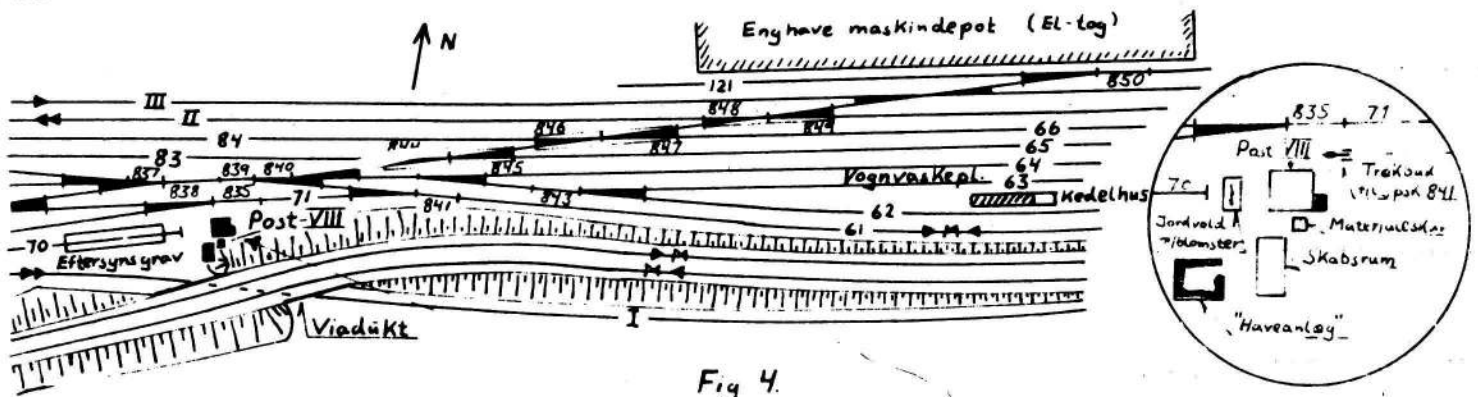 Enghave maskindepot (El-tog)
N
III
II
84
83
121
850
848
849
846
847
845
66
65
64
63
62
61
837
839
840
838
835
71
841
843
Vognvaskepl.
Kedelhus
70
Eftersynsgrav
Post VIII
Viadukt
I
Fig 4.
835
71
Post VIII
Jordvold
Materialsk
Skabsrum
"Haveanlæg"